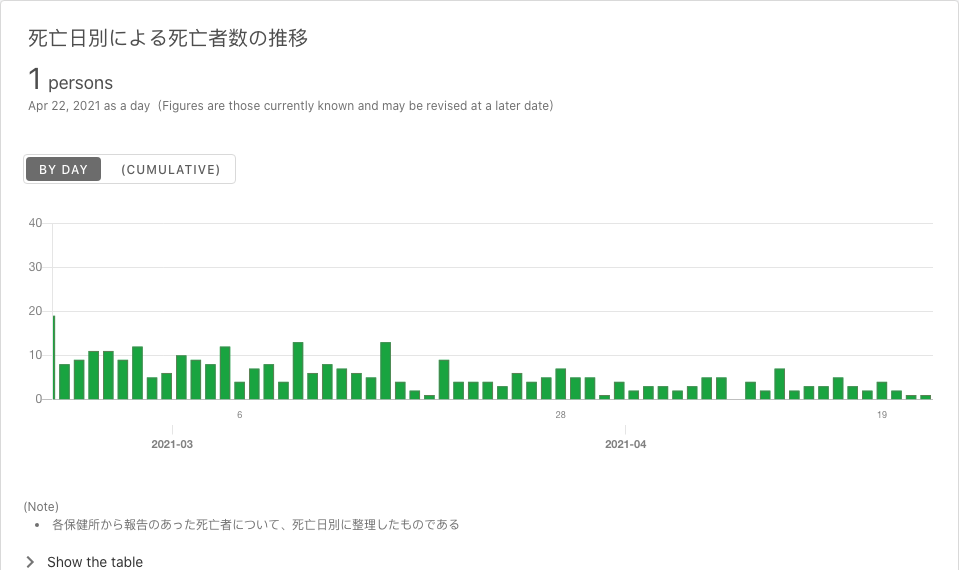 死亡日別による死亡者数の推移
1 persons
Apr 22, 2021 as a day（Figures are those currently known and may be revised at a later date）
BY DAY (CUMULATIVE)
40
30
20
10
0
6 28 19
2021-03 2021-04
(Note)
• 各保健所から報告のあった死亡者について、死亡日別に整理したものである
Show the table